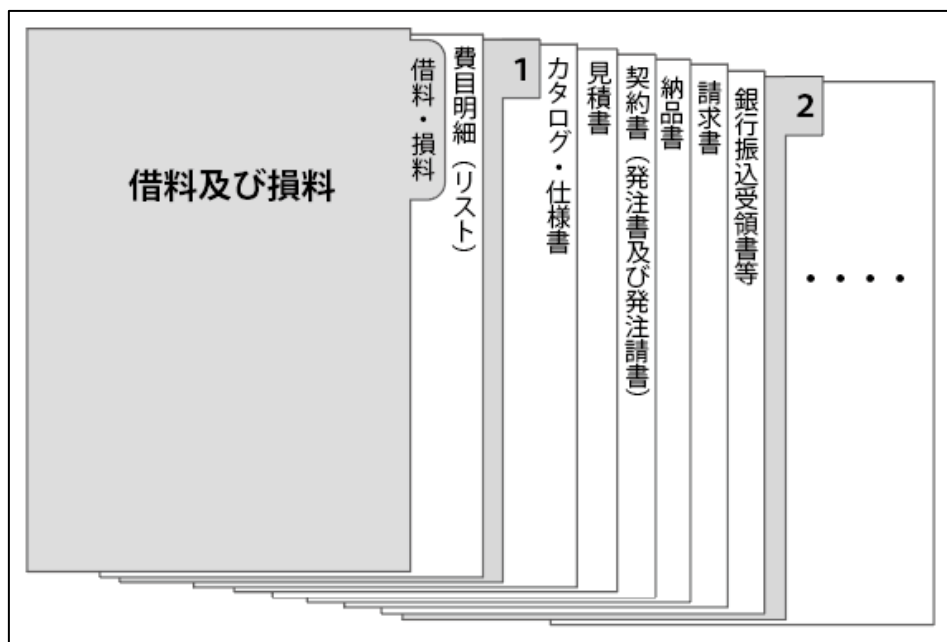 借料及び損料
借料・損料
費目明細（リスト）
1
カタログ・仕様書
見積書
契約書（発注書及び発注請書）
納品書
請求書
銀行振込受領書等
2
・・・・